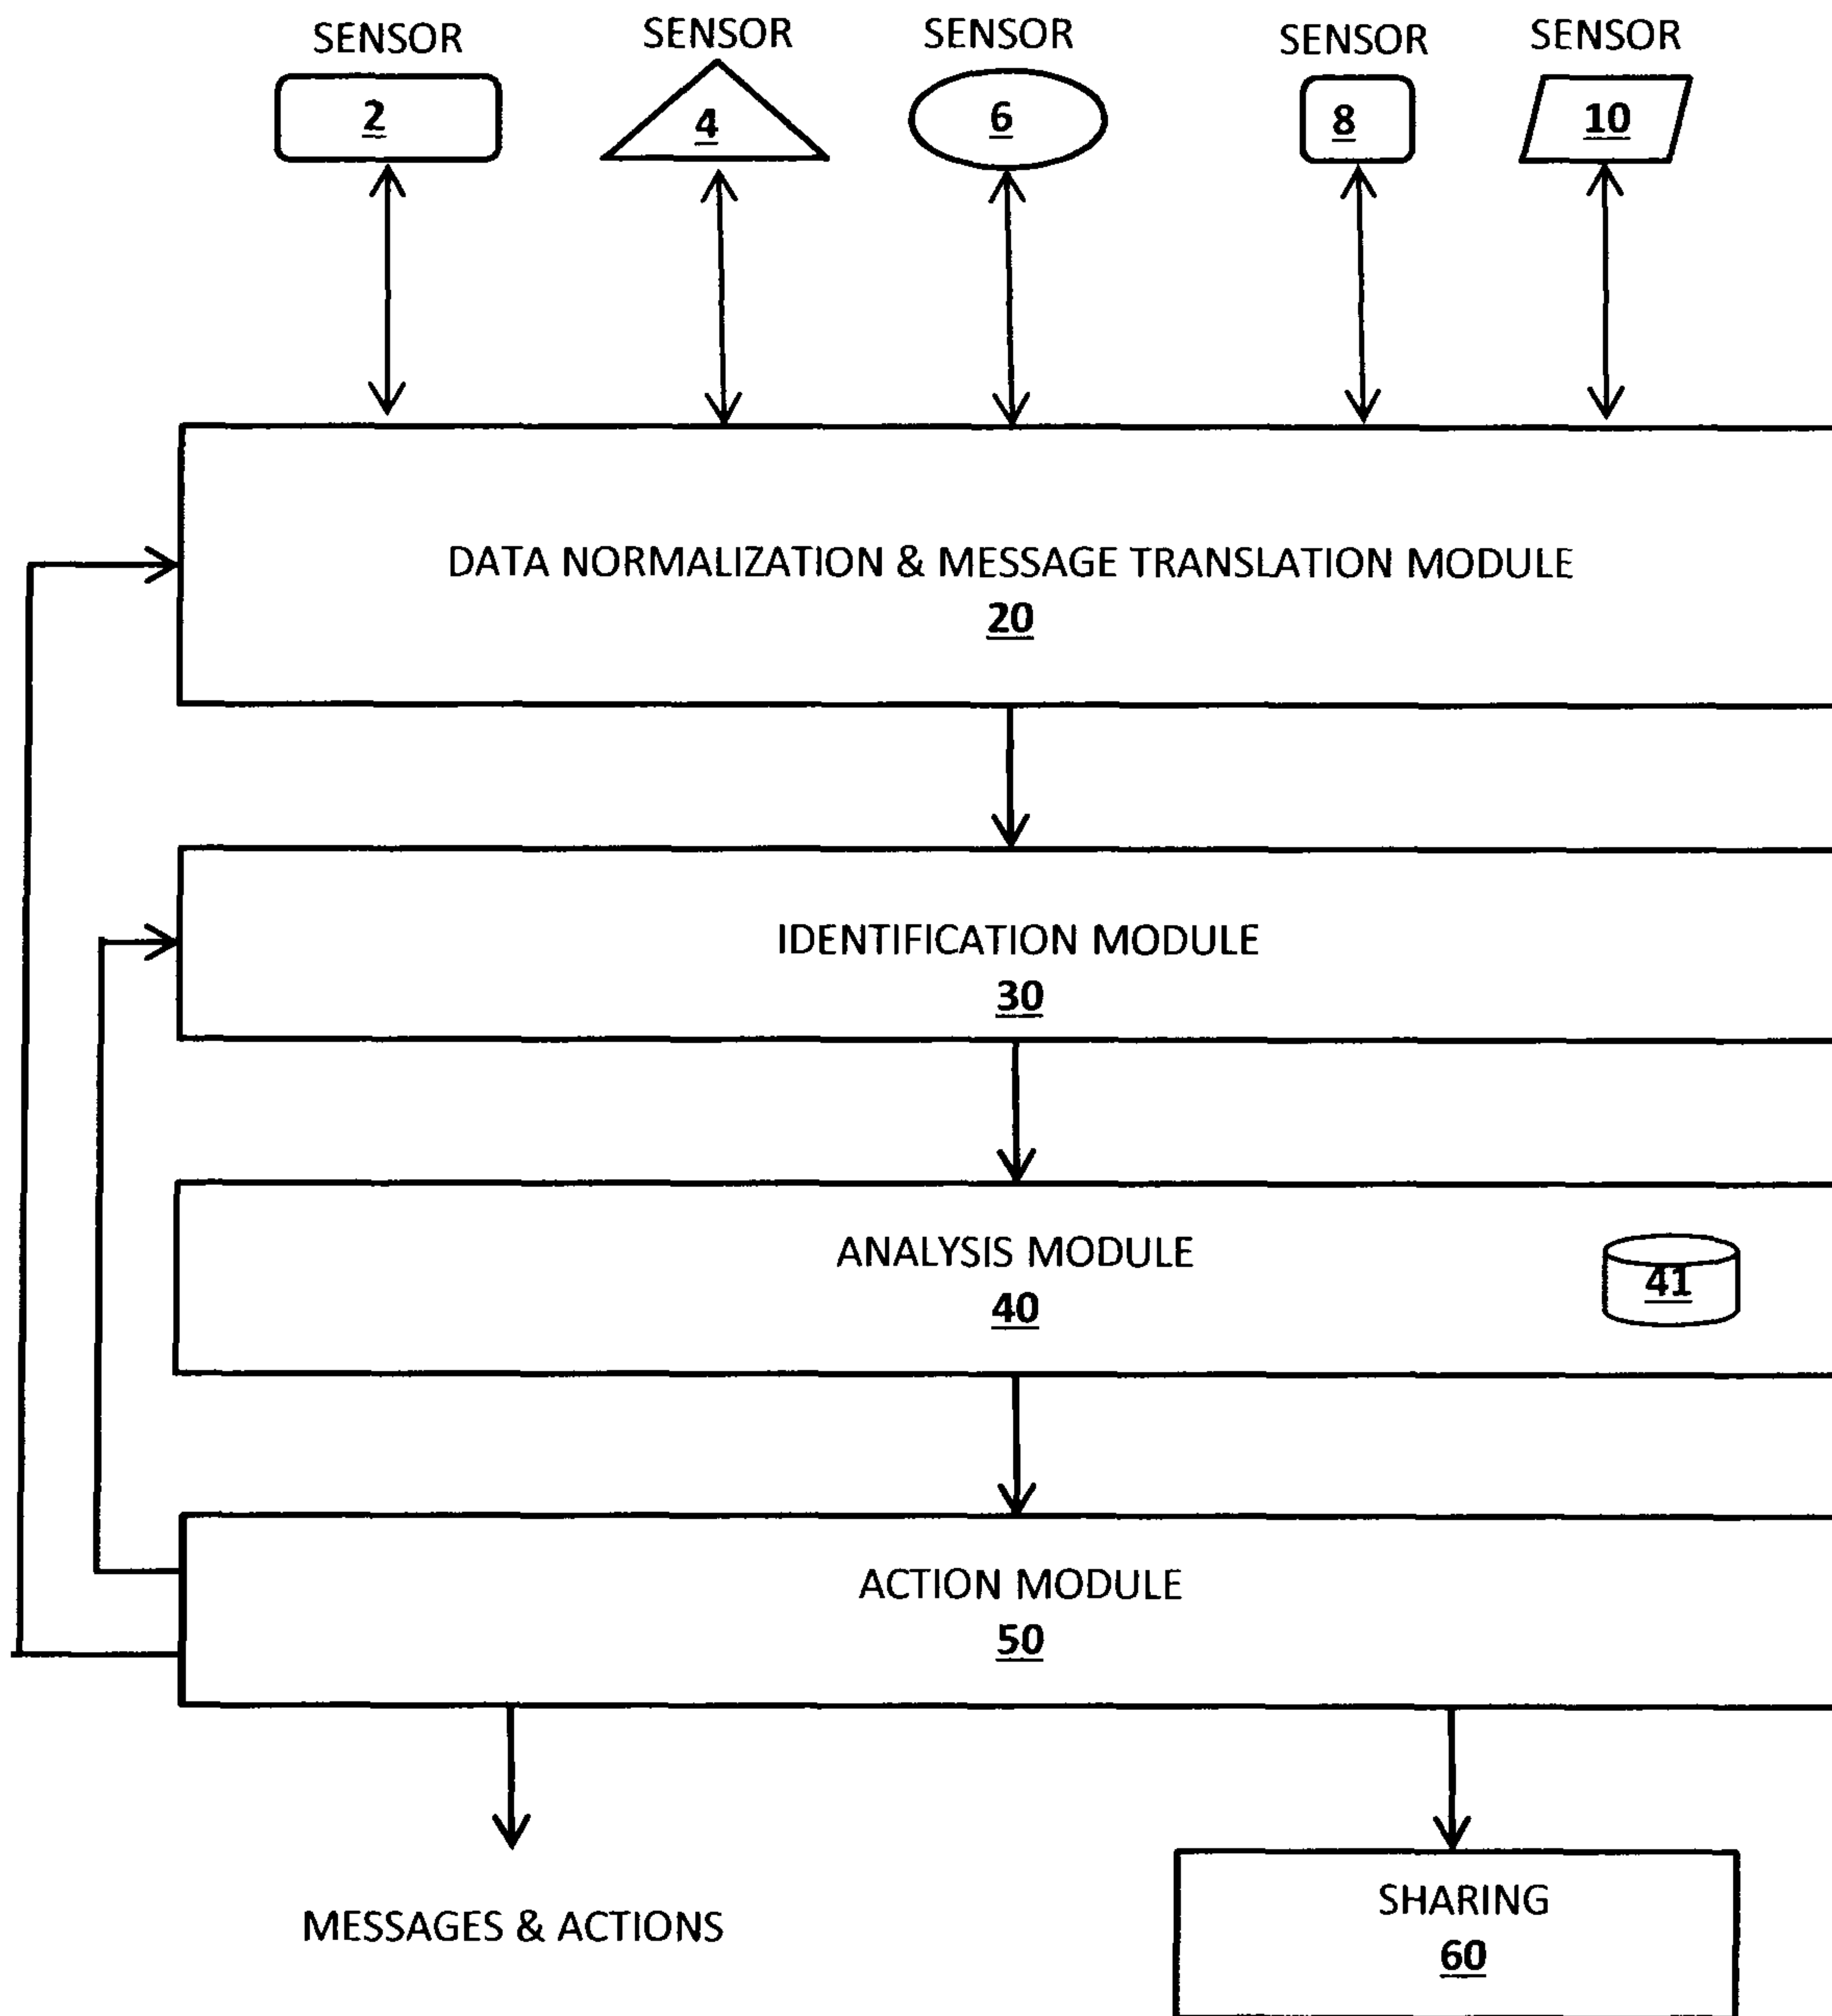 SENSOR SENSOR SENSOR SENSOR SENSOR
2 4 6 8 10
DATA NORMALIZATION & MESSAGE TRANSLATION MODULE
20
IDENTIFICATION MODULE
30
ANALYSIS MODULE
40
41
ACTION MODULE
50
MESSAGES & ACTIONS
SHARING
60